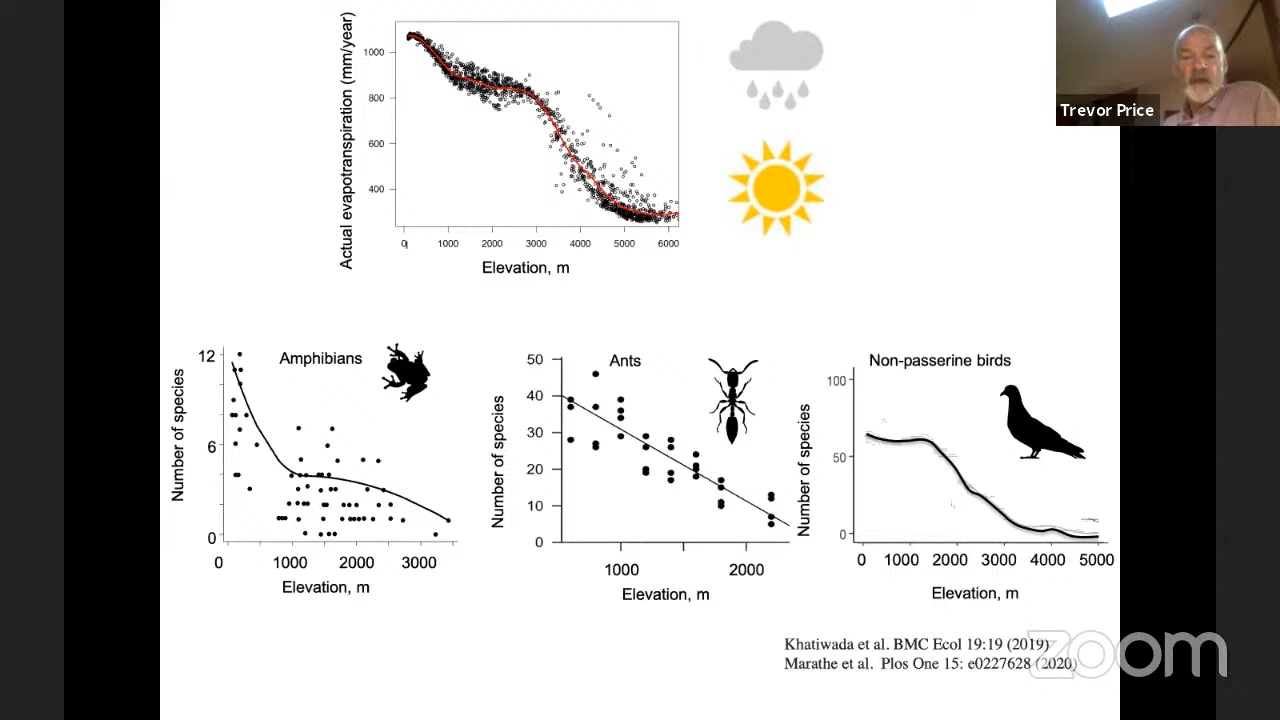 Trevor Price
Actual evapotranspiration (mm/year)
1000
800
600
400
0 1000 2000 3000 4000 5000 6000
Elevation, m
Amphibians
Number of species
12
6
0
0 1000 2000 3000
Elevation, m
Ants
Number of species
50
40
30
20
10
0
1000 2000
Elevation, m
Non-passerine birds
Number of species
100
50
0
0 1000 2000 3000 4000 5000
Elevation, m
Khatiwada et al. BMC Ecol 19:19 (2019)
Marathe et al. Plos One 15: e0227628 (2020)
zoom